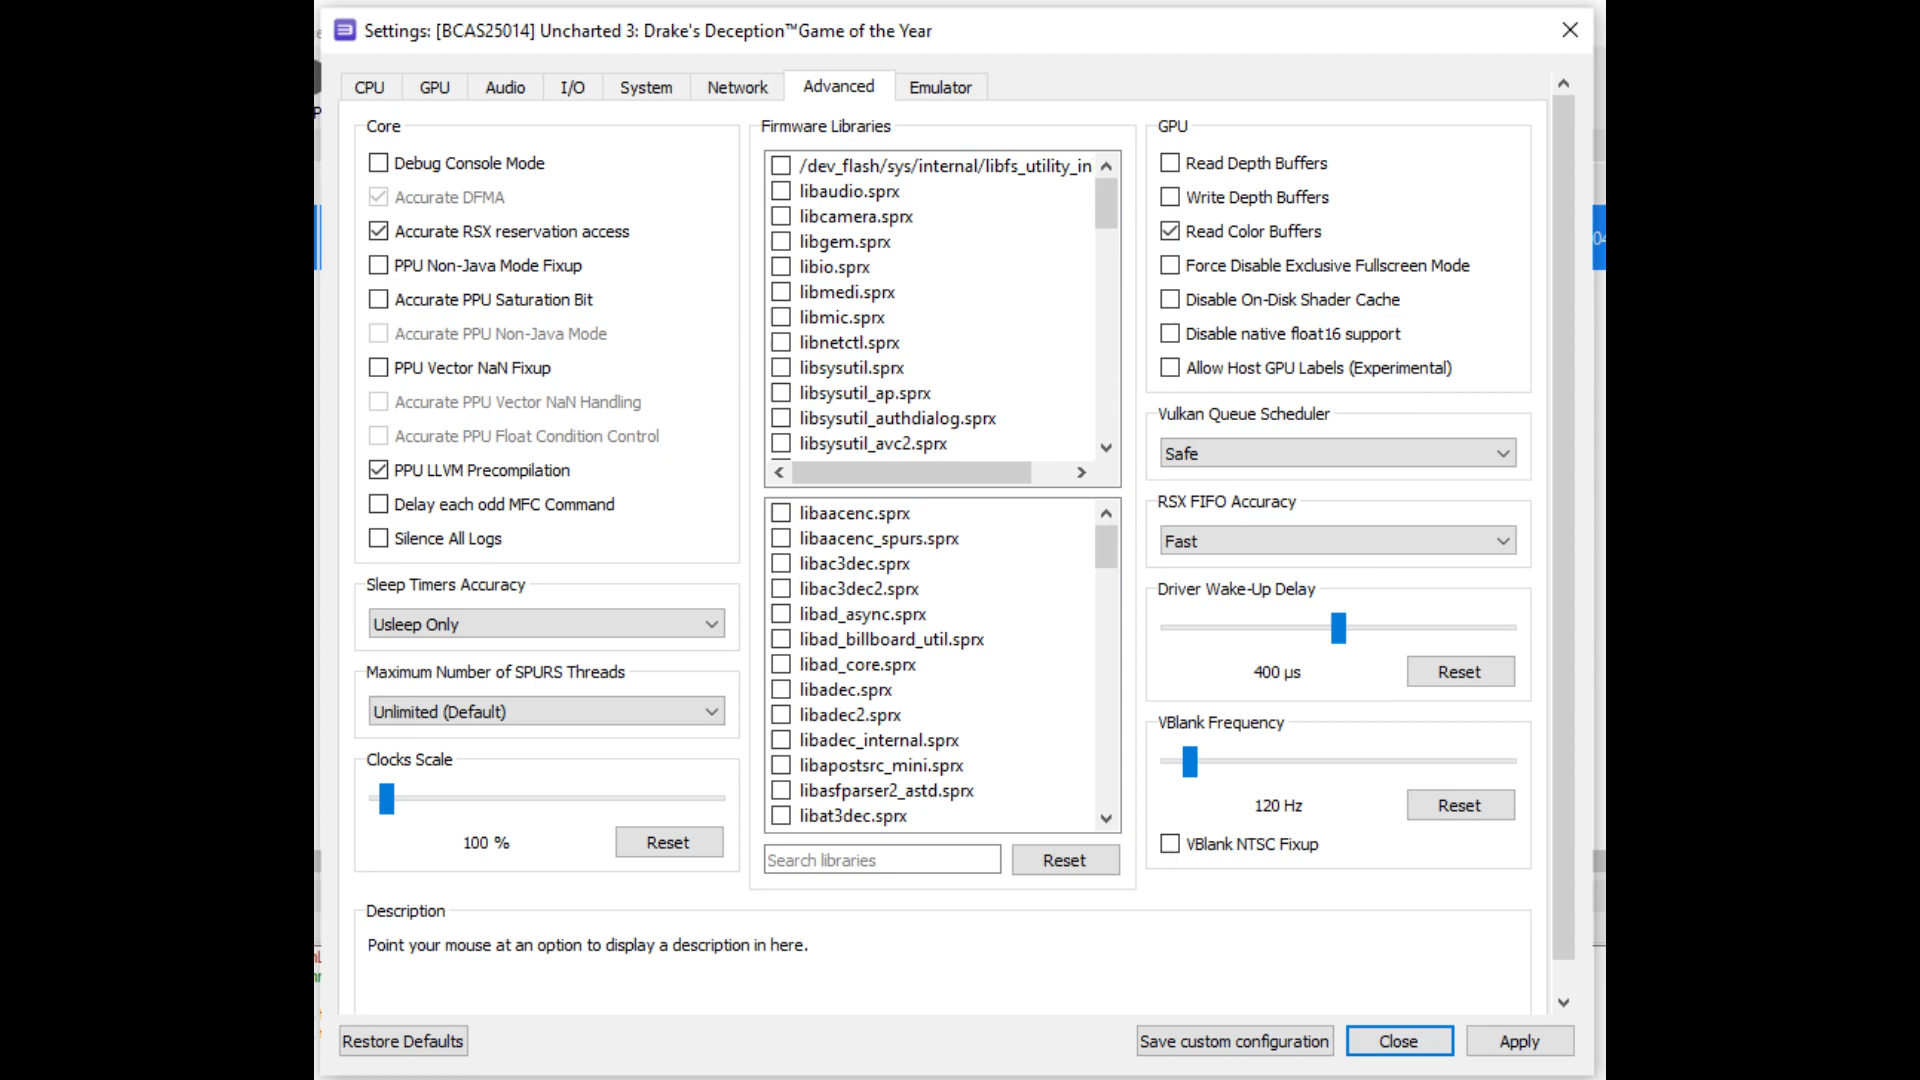 Settings: [BCAS25014] Uncharted 3: Drake's Deception™Game of the Year
CPU
GPU
Audio
I/O
System
Network
Advanced
Emulator
Core
Debug Console Mode
Accurate DFMA
Accurate RSX reservation access
PPU Non-Java Mode Fixup
Accurate PPU Saturation Bit
Accurate PPU Non-Java Mode
PPU Vector NaN Fixup
Accurate PPU Vector NaN Handling
Accurate PPU Float Condition Control
PPU LLVM Precompilation
Delay each odd MFC Command
Silence All Logs
Sleep Timers Accuracy
Usleep Only
Maximum Number of SPURS Threads
Unlimited (Default)
Clocks Scale
100 %
Reset
Firmware Libraries
/dev_flash/sys/internal/libfs_utility_in
libaudio.sprx
libcamera.sprx
libgem.sprx
libio.sprx
libmedi.sprx
libmic.sprx
libnetctl.sprx
libsysutil.sprx
libsysutil_ap.sprx
libsysutil_authdialog.sprx
libsysutil_avc2.sprx
libaacenc.sprx
libaacenc_spurs.sprx
libac3dec.sprx
libac3dec2.sprx
libad_async.sprx
libad_billboard_util.sprx
libad_core.sprx
libadec.sprx
libadec2.sprx
libadec_internal.sprx
libapostsrc_mini.sprx
libasfparser2_astd.sprx
libat3dec.sprx
Search libraries
Reset
GPU
Read Depth Buffers
Write Depth Buffers
Read Color Buffers
Force Disable Exclusive Fullscreen Mode
Disable On-Disk Shader Cache
Disable native float16 support
Allow Host GPU Labels (Experimental)
Vulkan Queue Scheduler
Safe
RSX FIFO Accuracy
Fast
Driver Wake-Up Delay
400 µs
Reset
VBlank Frequency
120 Hz
Reset
VBlank NTSC Fixup
Description
Point your mouse at an option to display a description in here.
Restore Defaults
Save custom configuration
Close
Apply